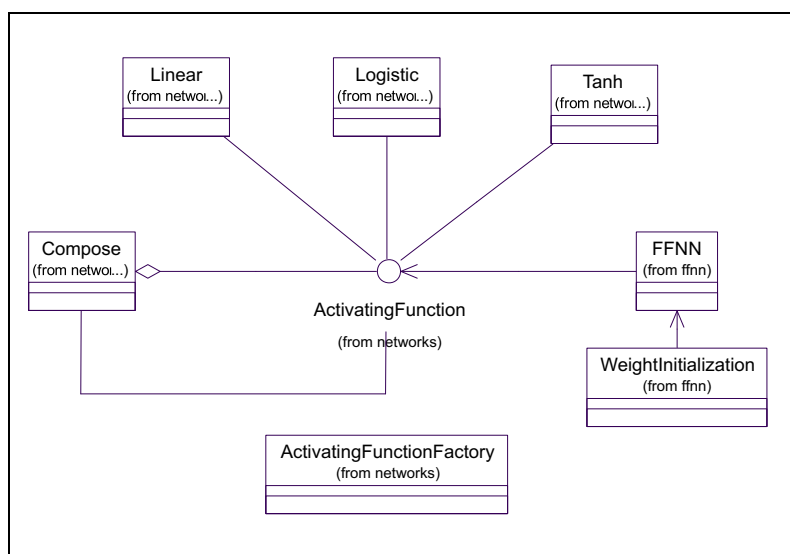 Linear
(from netwo...)
Logistic
(from netwo...)
Tanh
(from netwo...)
Compose
(from netwo...)
ActivatingFunction
(from networks)
FFNN
(from ffnn)
WeightInitialization
(from ffnn)
ActivatingFunctionFactory
(from networks)